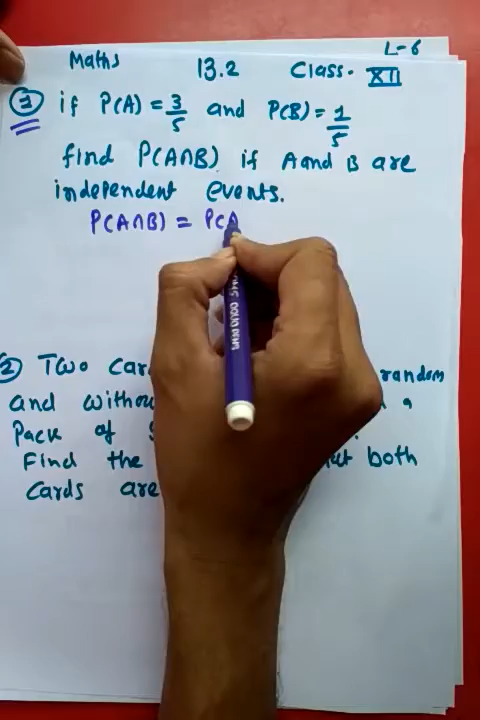 L-6
Maths 13.2 Class. XII
1 if P(A) = 3/5 and P(B) = 1/5
find P(A∩B) if A and B are
independent events.
P(A∩B) = P(A
2 Two car random
and witho a
Pack of
Find the both
Cards are